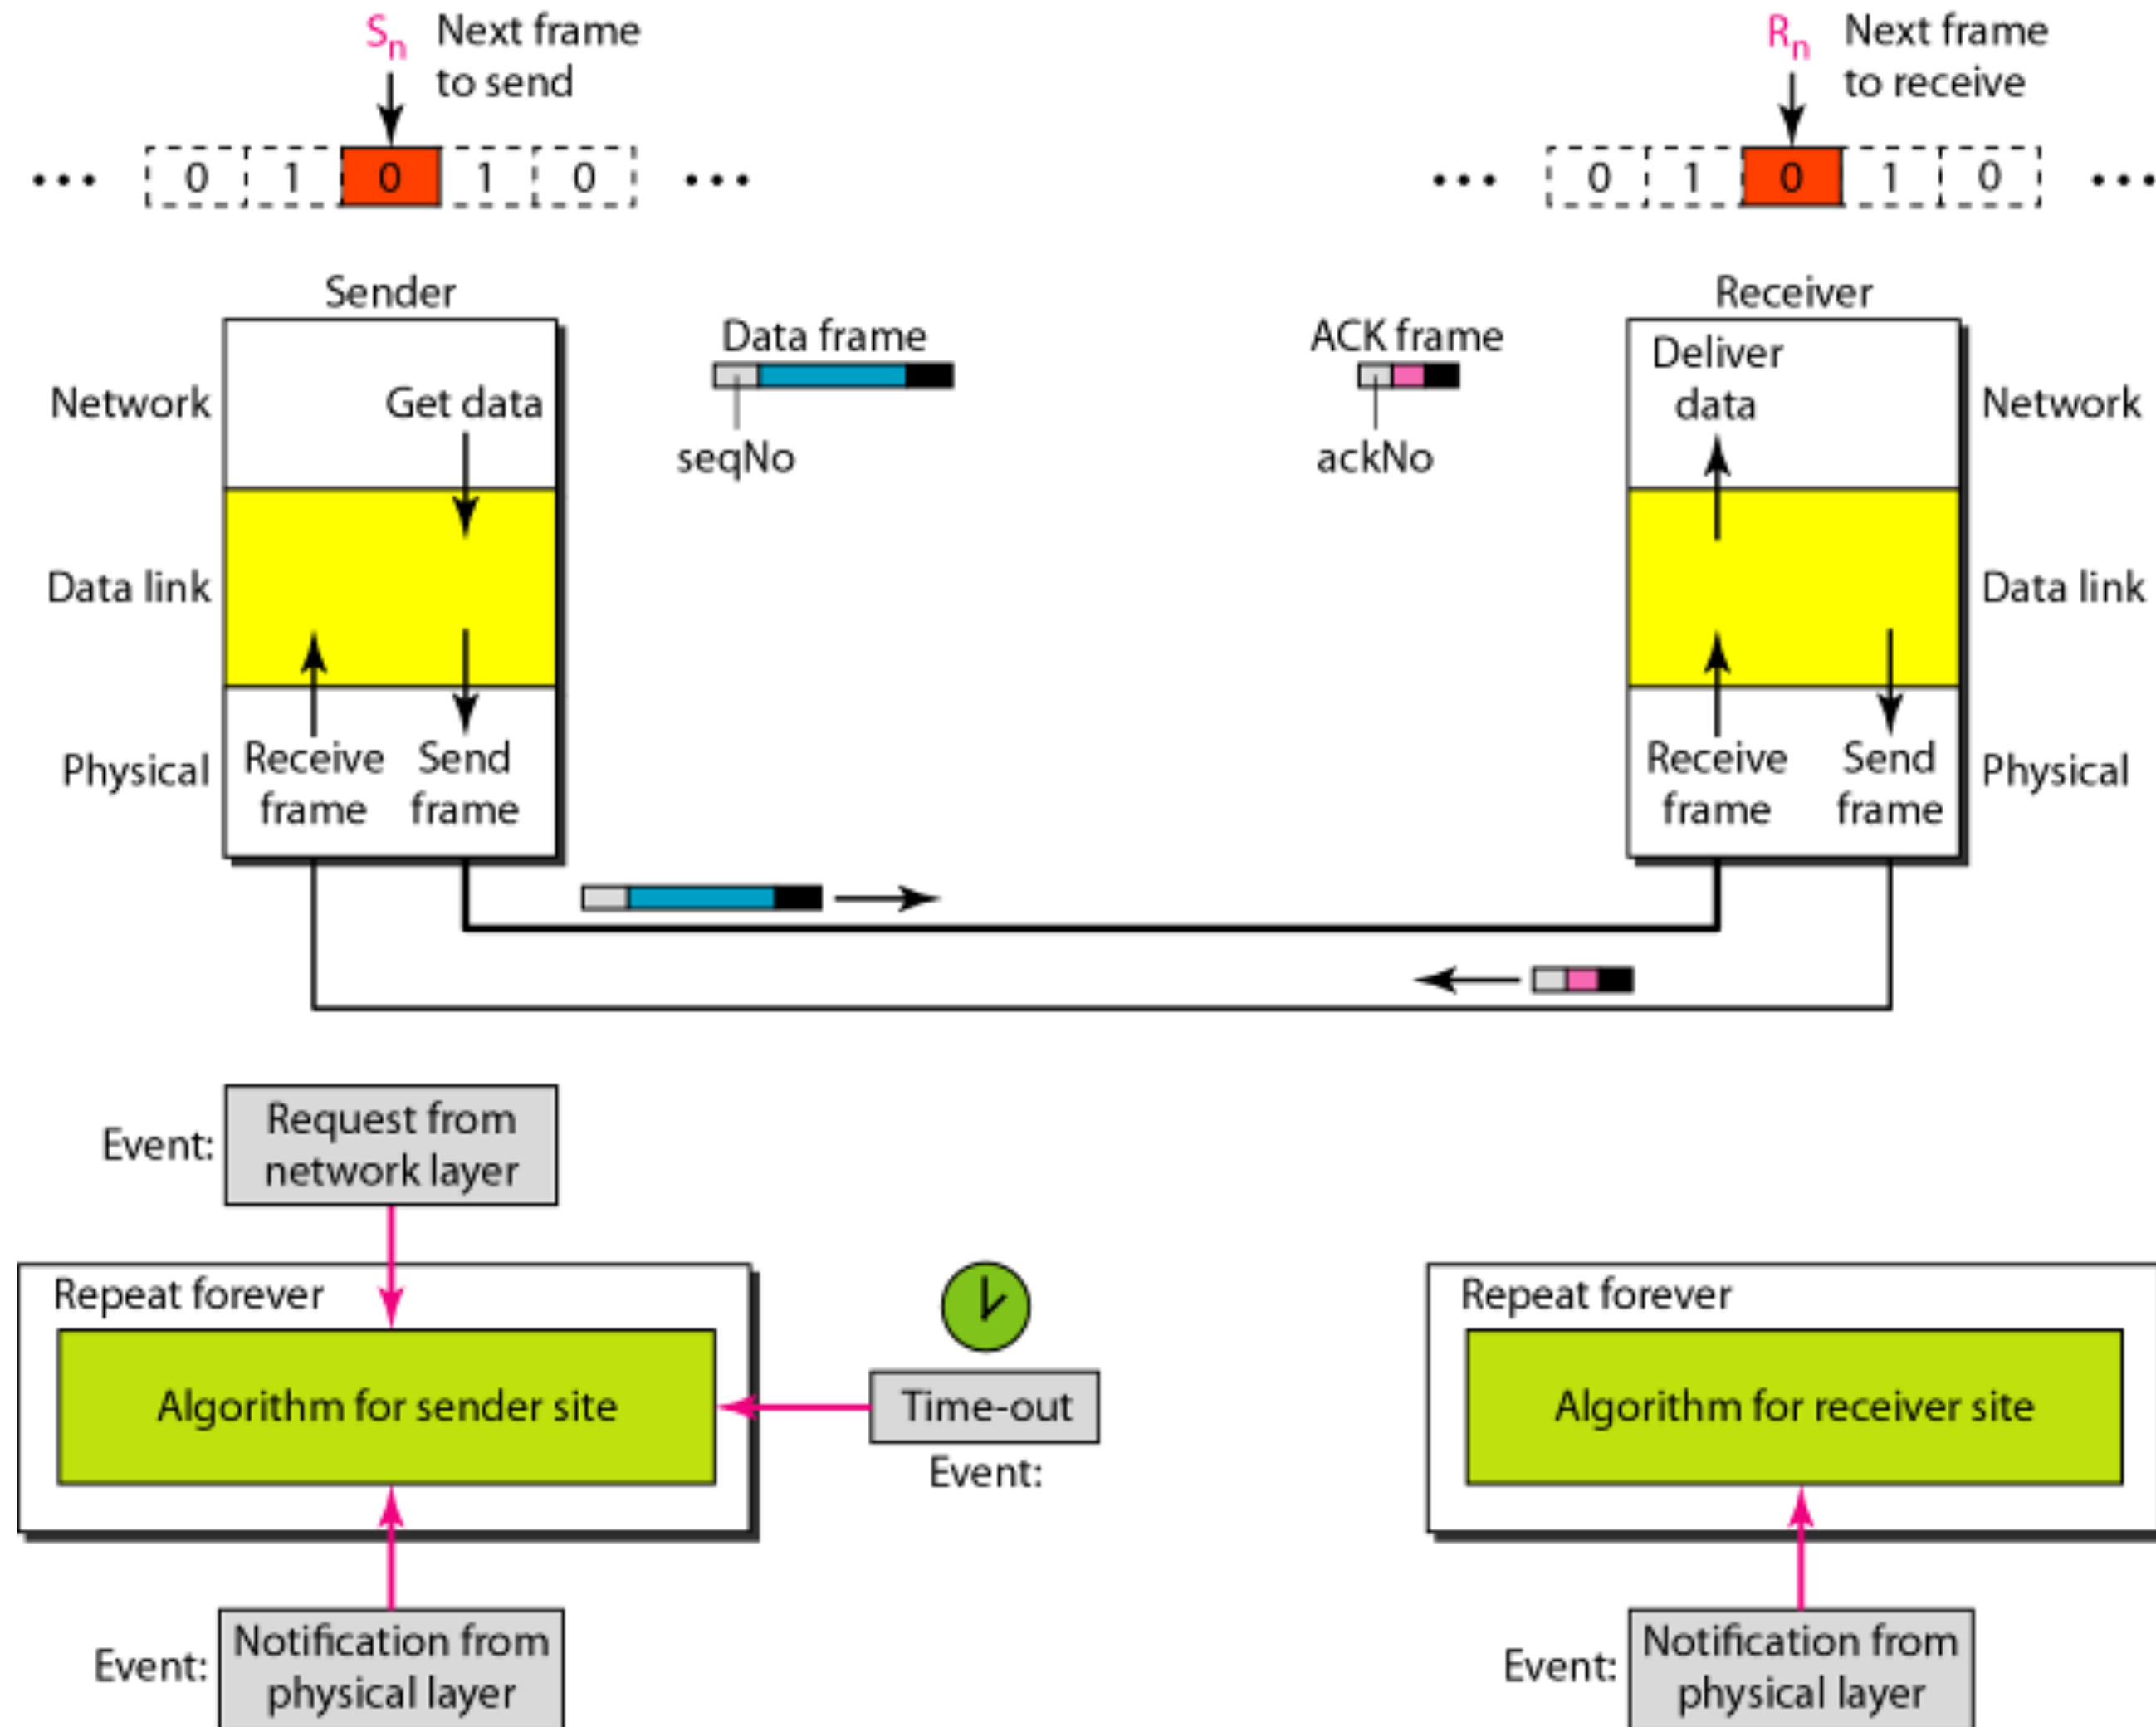 Sn Next frame
to send
Rn Next frame
to receive
... 0 1 0 1 0 ...
... 0 1 0 1 0 ...
Sender
Receiver
Data frame
seqNo
ACK frame
ackNo
Network
Get data
Deliver
data
Network
Data link
Data link
Physical
Receive
frame
Send
frame
Receive
frame
Send
frame
Physical
Event:
Request from
network layer
Repeat forever
Algorithm for sender site
Time-out
Event:
Event:
Notification from
physical layer
Repeat forever
Algorithm for receiver site
Event:
Notification from
physical layer